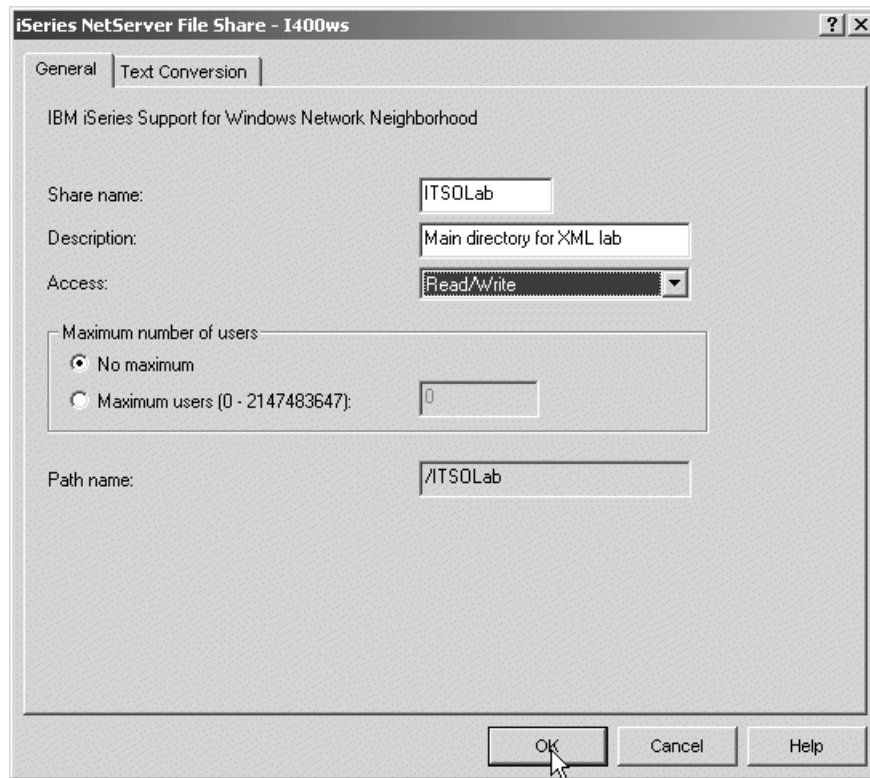 iSeries NetServer File Share - I400ws
General Text Conversion
IBM iSeries Support for Windows Network Neighborhood
Share name: ITSOLab
Description: Main directory for XML lab
Access: Read/Write
Maximum number of users
No maximum
Maximum users (0 - 2147483647): 0
Path name: /ITSOLab
OK Cancel Help